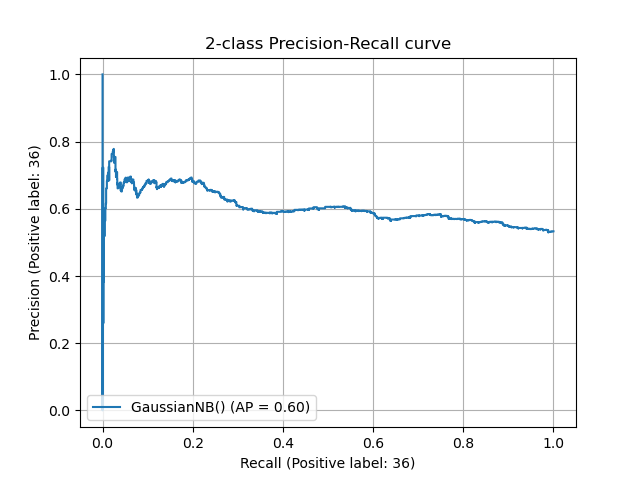 2-class Precision-Recall curve
1.0
0.8
0.6
0.4
0.2
0.0
Precision (Positive label: 36)
GaussianNB() (AP = 0.60)
0.0 0.2 0.4 0.6 0.8 1.0
Recall (Positive label: 36)